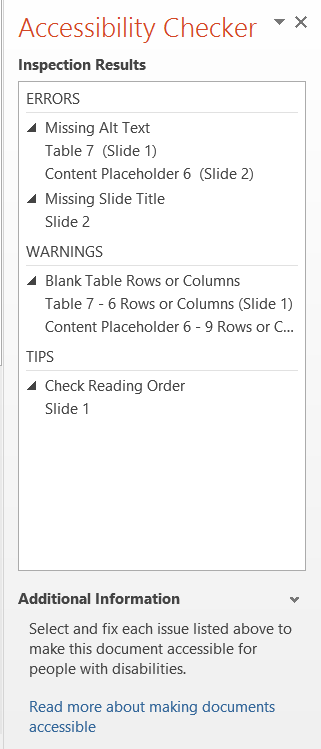 Accessibility Checker
Inspection Results
ERRORS
Missing Alt Text
Table 7  (Slide 1)
Content Placeholder 6  (Slide 2)
Missing Slide Title
Slide 2
WARNINGS
Blank Table Rows or Columns
Table 7 - 6 Rows or Columns (Slide 1)
Content Placeholder 6 - 9 Rows or C...
TIPS
Check Reading Order
Slide 1
Additional Information
Select and fix each issue listed above to
make this document accessible for
people with disabilities.
Read more about making documents
accessible